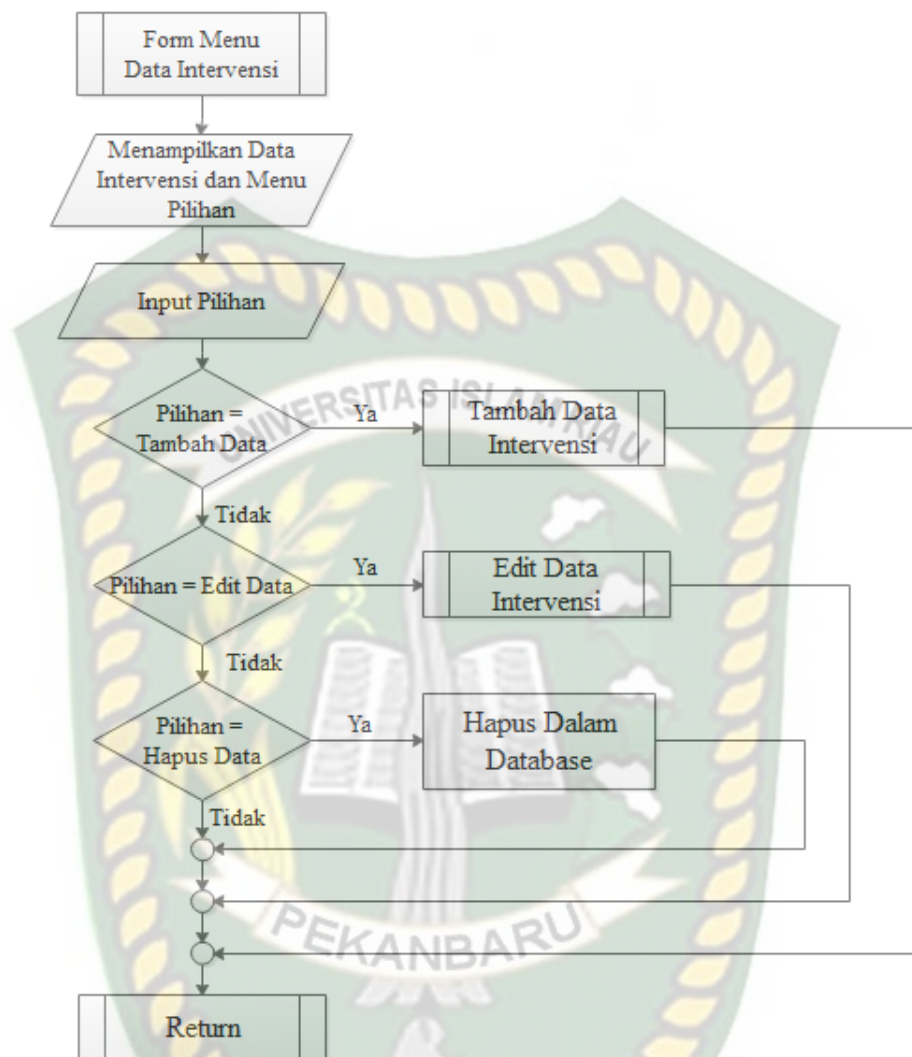 Form Menu
Data Intervensi
Menampilkan Data
Intervensi dan Menu
Pilihan
Input Pilihan
UNIVERSITAS ISLAM RIAU
Pilihan =
Tambah Data
Ya
Tambah Data
Intervensi
Tidak
Pilihan = Edit Data
Ya
Edit Data
Intervensi
Tidak
Pilihan =
Hapus Data
Ya
Hapus Dalam
Database
Tidak
PEKANBARU
Return